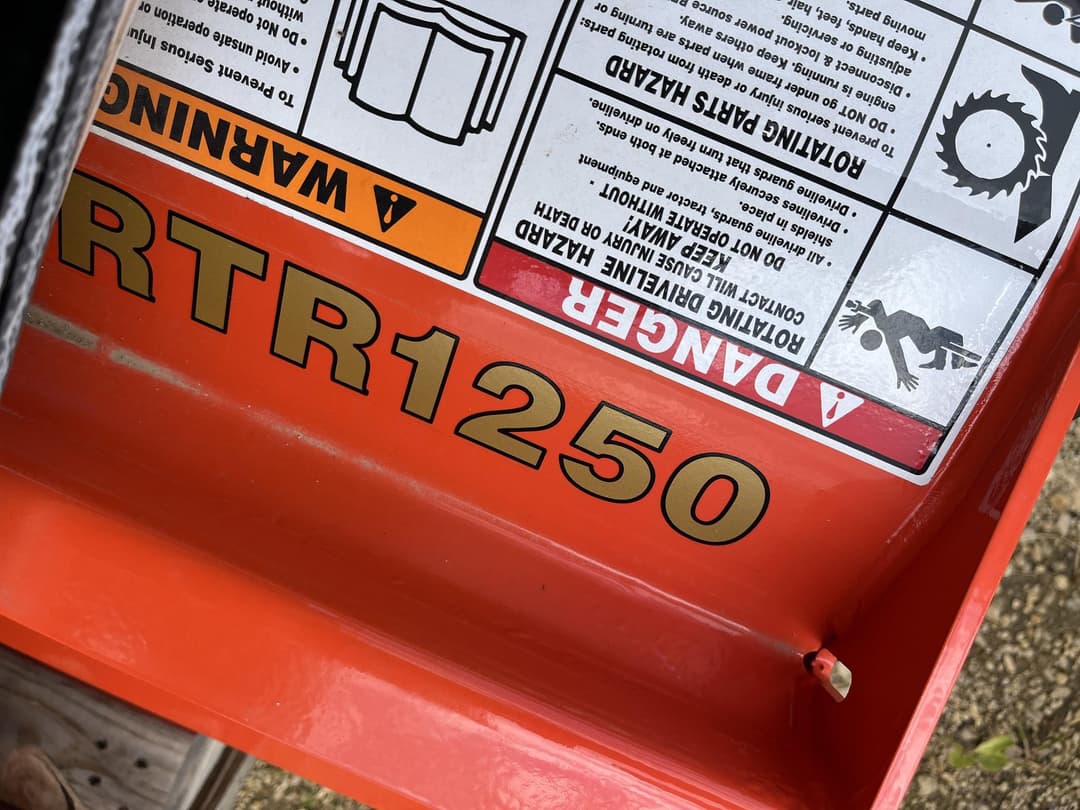 RTR1250
DANGER
ROTATING DRIVELINE HAZARD
CONTACT WILL CAUSE INJURY OR DEATH
KEEP AWAY!
DO NOT OPERATE WITHOUT -
• All driveline guards, tractor and equipment
shields in place.
• Drivelines securely attached at both ends.
• Driveline guards that turn freely on driveline.
ROTATING PARTS HAZARD
To prevent serious injury or death from rotating parts:
• DO NOT go under frame when parts are turning or
engine is running. Keep others away.
• Disconnect & lockout power source
adjusting or servicing.
• Keep hands, feet, hair
moving parts.
WARNING
To Prevent Serious
• Avoid unsafe operation or
• Do Not operate
without